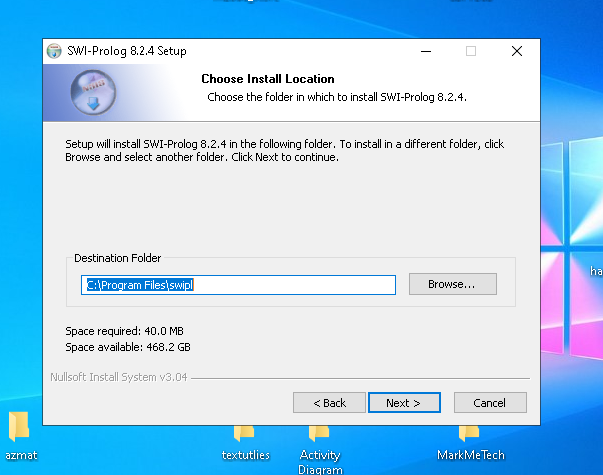 SWI-Prolog 8.2.4 Setup
Choose Install Location
Choose the folder in which to install SWI-Prolog 8.2.4.
Setup will install SWI-Prolog 8.2.4 in the following folder. To install in a different folder, click
Browse and select another folder. Click Next to continue.
Destination Folder
C:\Program Files\swipl
Browse...
Space required: 40.0 MB
Space available: 468.2 GB
Nullsoft Install System v3.04
< Back
Next >
Cancel
ha
azmat
textutlies
Activity
Diagram
MarkMeTech